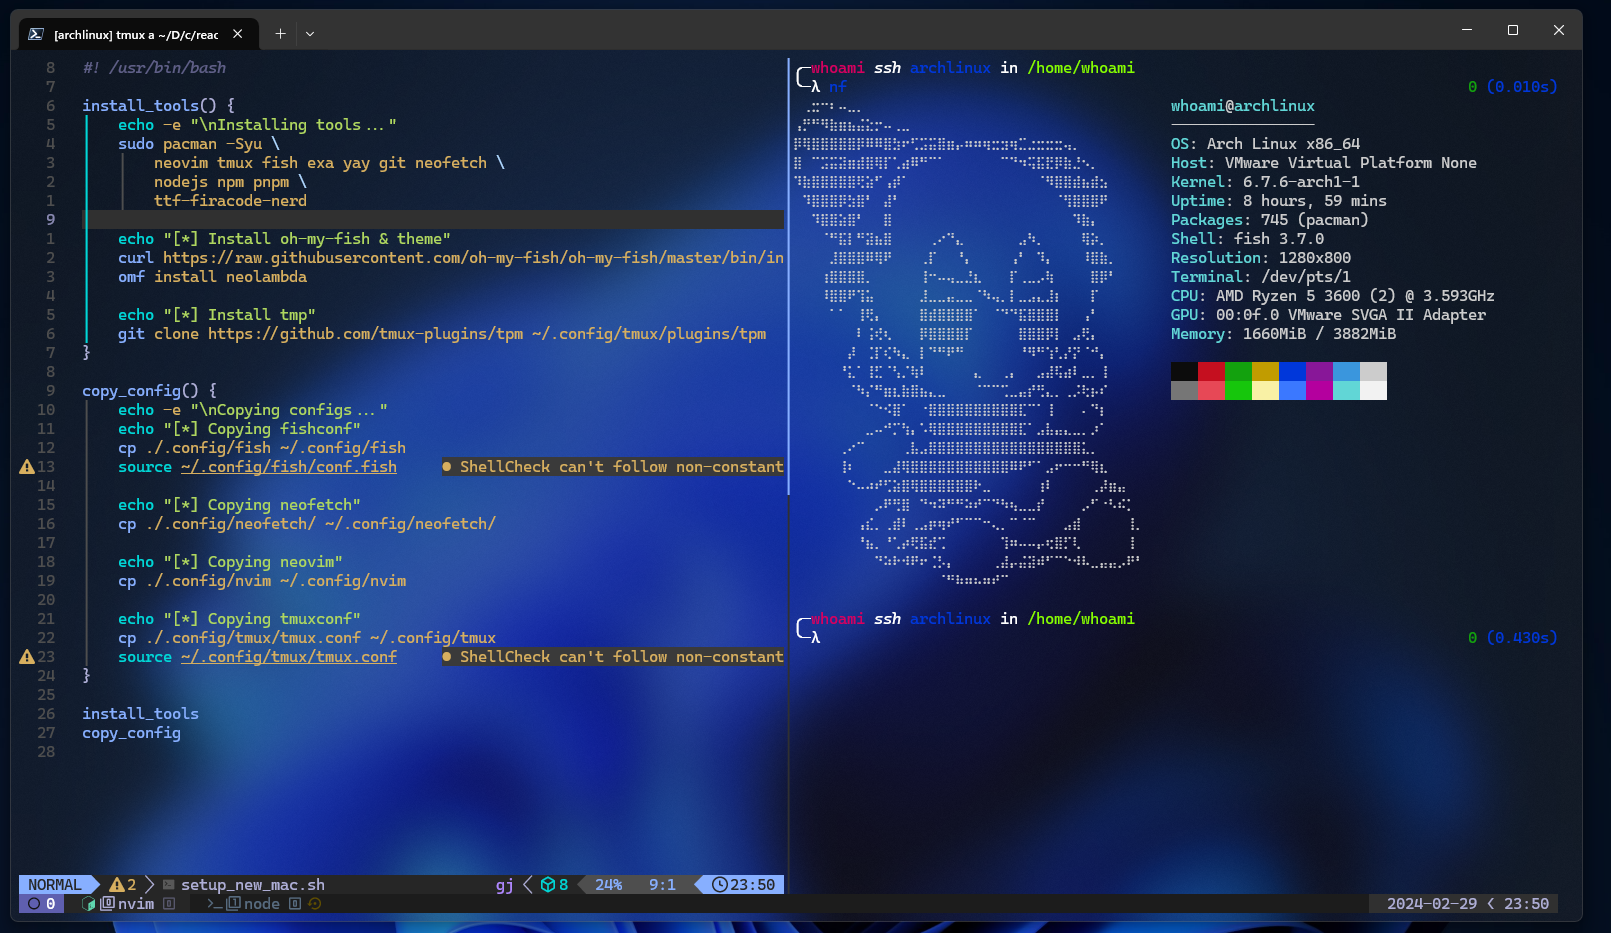 [archlinux] tmux a ~/D/c/reac
8 #! /usr/bin/bash
7
6 install_tools() {
5 echo -e "\nInstalling tools..."
4 sudo pacman -Syu \
3 neovim tmux fish exa yay git neofetch \
2 nodejs npm pnpm \
1 ttf-firacode-nerd
9
1 echo "[*] Install oh-my-fish & theme"
2 curl https://raw.githubusercontent.com/oh-my-fish/oh-my-fish/master/bin/in
3 omf install neolambda
4
5 echo "[*] Install tmp"
6 git clone https://github.com/tmux-plugins/tpm ~/.config/tmux/plugins/tpm
7 }
8
9 copy_config() {
10 echo -e "\nCopying configs..."
11 echo "[*] Copying fishconf"
12 cp ./.config/fish ~/.config/fish
13 source ~/.config/fish/conf.fish ● ShellCheck can't follow non-constant
14
15 echo "[*] Copying neofetch"
16 cp ./.config/neofetch/ ~/.config/neofetch/
17
18 echo "[*] Copying neovim"
19 cp ./.config/nvim ~/.config/nvim
20
21 echo "[*] Copying tmuxconf"
22 cp ./.config/tmux/tmux.conf ~/.config/tmux
23 source ~/.config/tmux/tmux.conf ● ShellCheck can't follow non-constant
24 }
25
26 install_tools
27 copy_config
28
NORMAL 2 setup_new_mac.sh gj 8 24% 9:1 23:50
whoami ssh archlinux in /home/whoami
λ nf 0 (0.010s)
whoami@archlinux
OS: Arch Linux x86_64
Host: VMware Virtual Platform None
Kernel: 6.7.6-arch1-1
Uptime: 8 hours, 59 mins
Packages: 745 (pacman)
Shell: fish 3.7.0
Resolution: 1280x800
Terminal: /dev/pts/1
CPU: AMD Ryzen 5 3600 (2) @ 3.593GHz
GPU: 00:0f.0 VMware SVGA II Adapter
Memory: 1660MiB / 3882MiB
whoami ssh archlinux in /home/whoami
λ 0 (0.430s)
0 0 nvim 0 >_ 1 node 0 2024-02-29 < 23:50